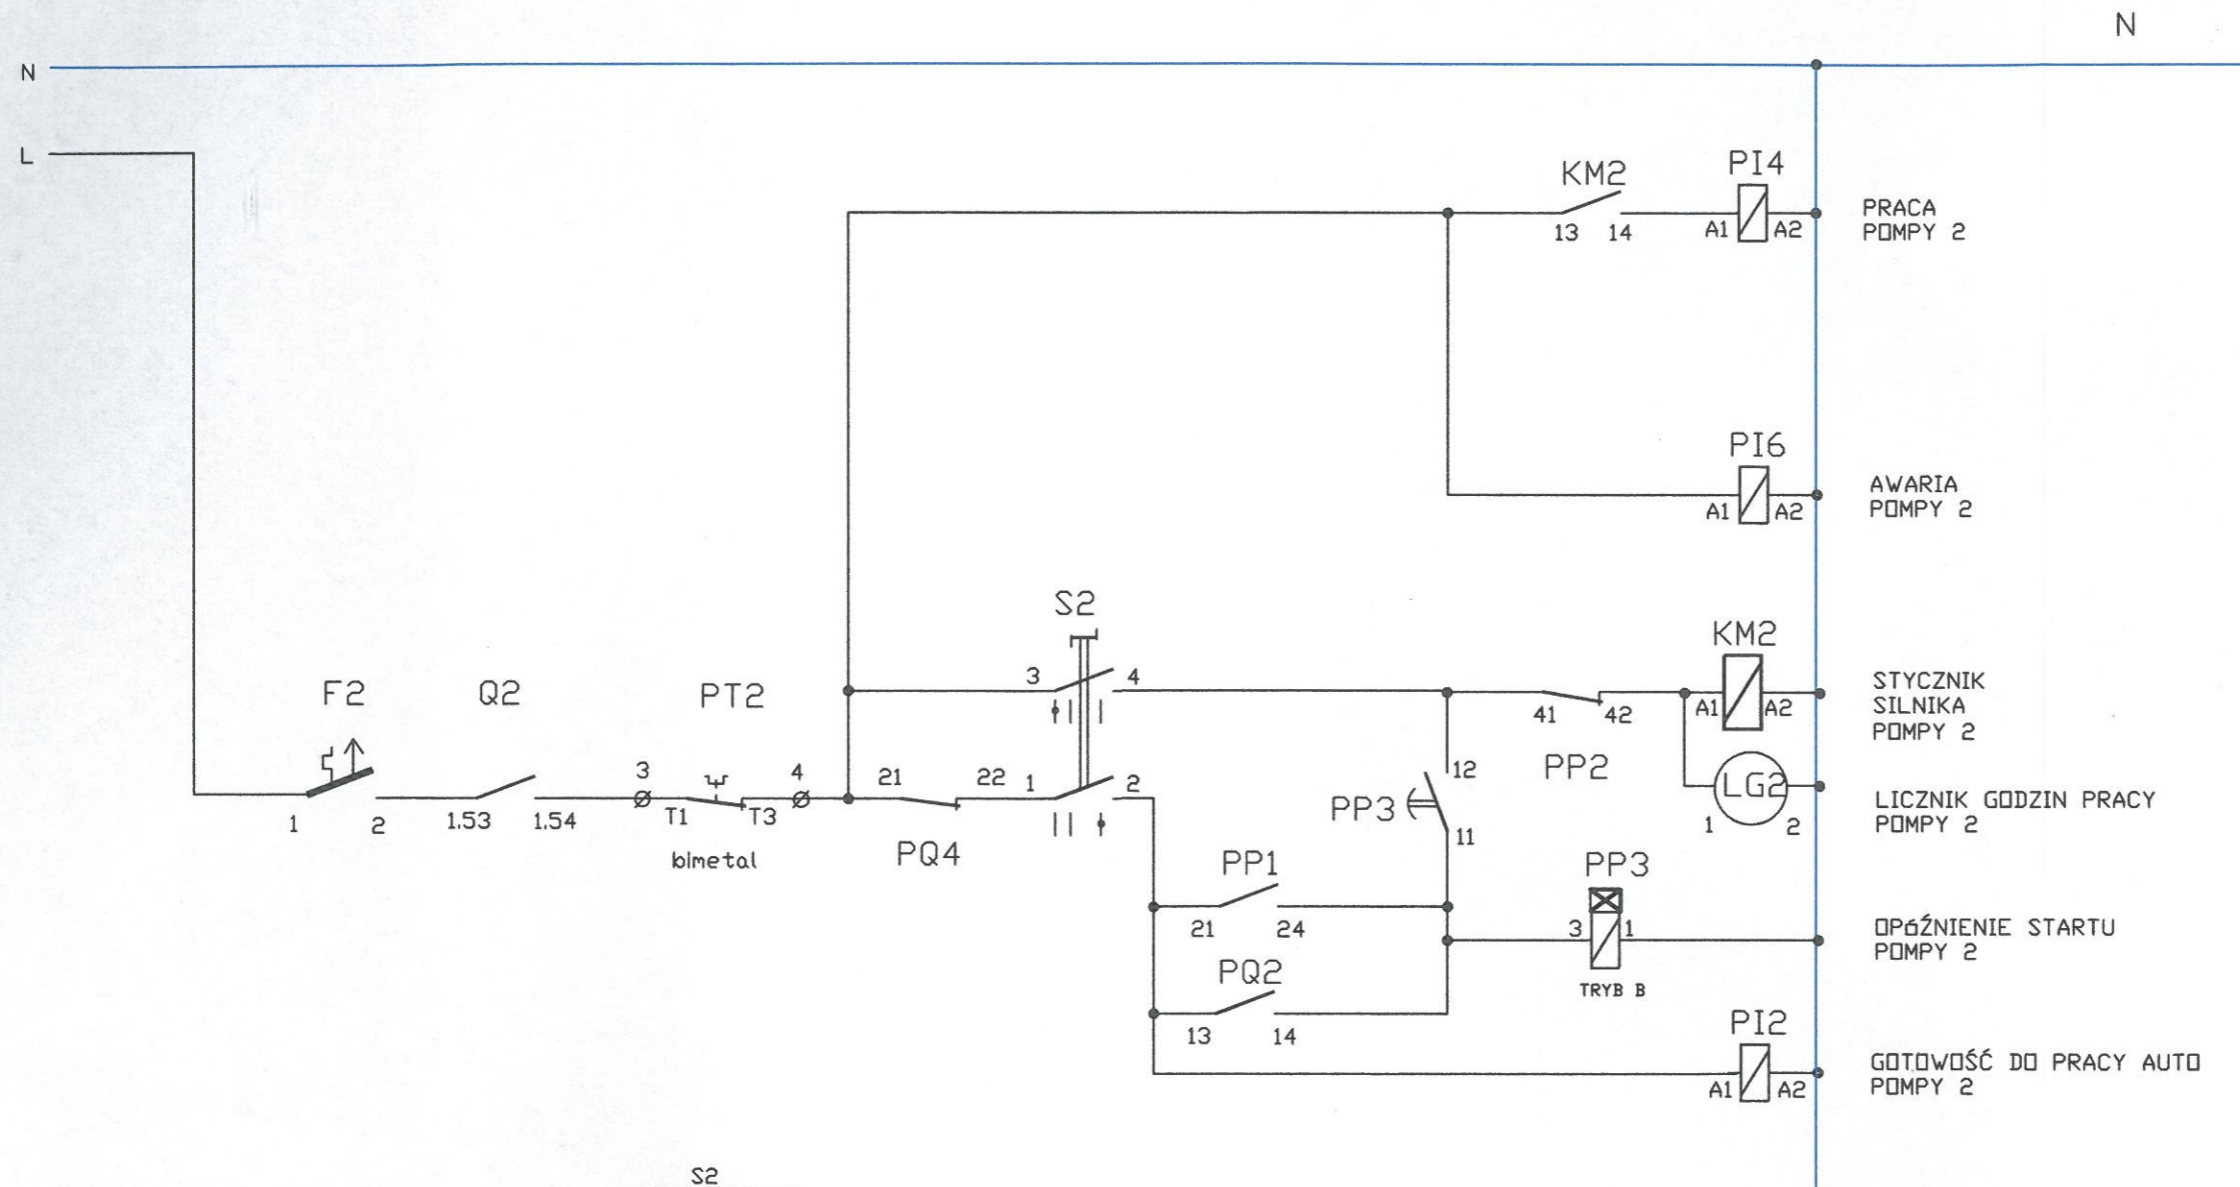 N
N
L
KM2
13 14
PI4
A1 A2
PRACA
POMPY 2
PI6
A1 A2
AWARIA
POMPY 2
S2
3 4
KM2
A1 A2
STYCZNIK
SILNIKA
POMPY 2
41 42
PP2
F2
1 2
Q2
1.53 1.54
PT2
3 4
T1 T3
bimetal
21 22
PQ4
1 2
12
PP3
11
LG2
1 2
LICZNIK GODZIN PRACY
POMPY 2
PP1
21 24
PP3
3 1
TRYB B
OPóŹNIENIE STARTU
POMPY 2
PQ2
13 14
PI2
A1 A2
GOTOWOŚĆ DO PRACY AUTO
POMPY 2
S2